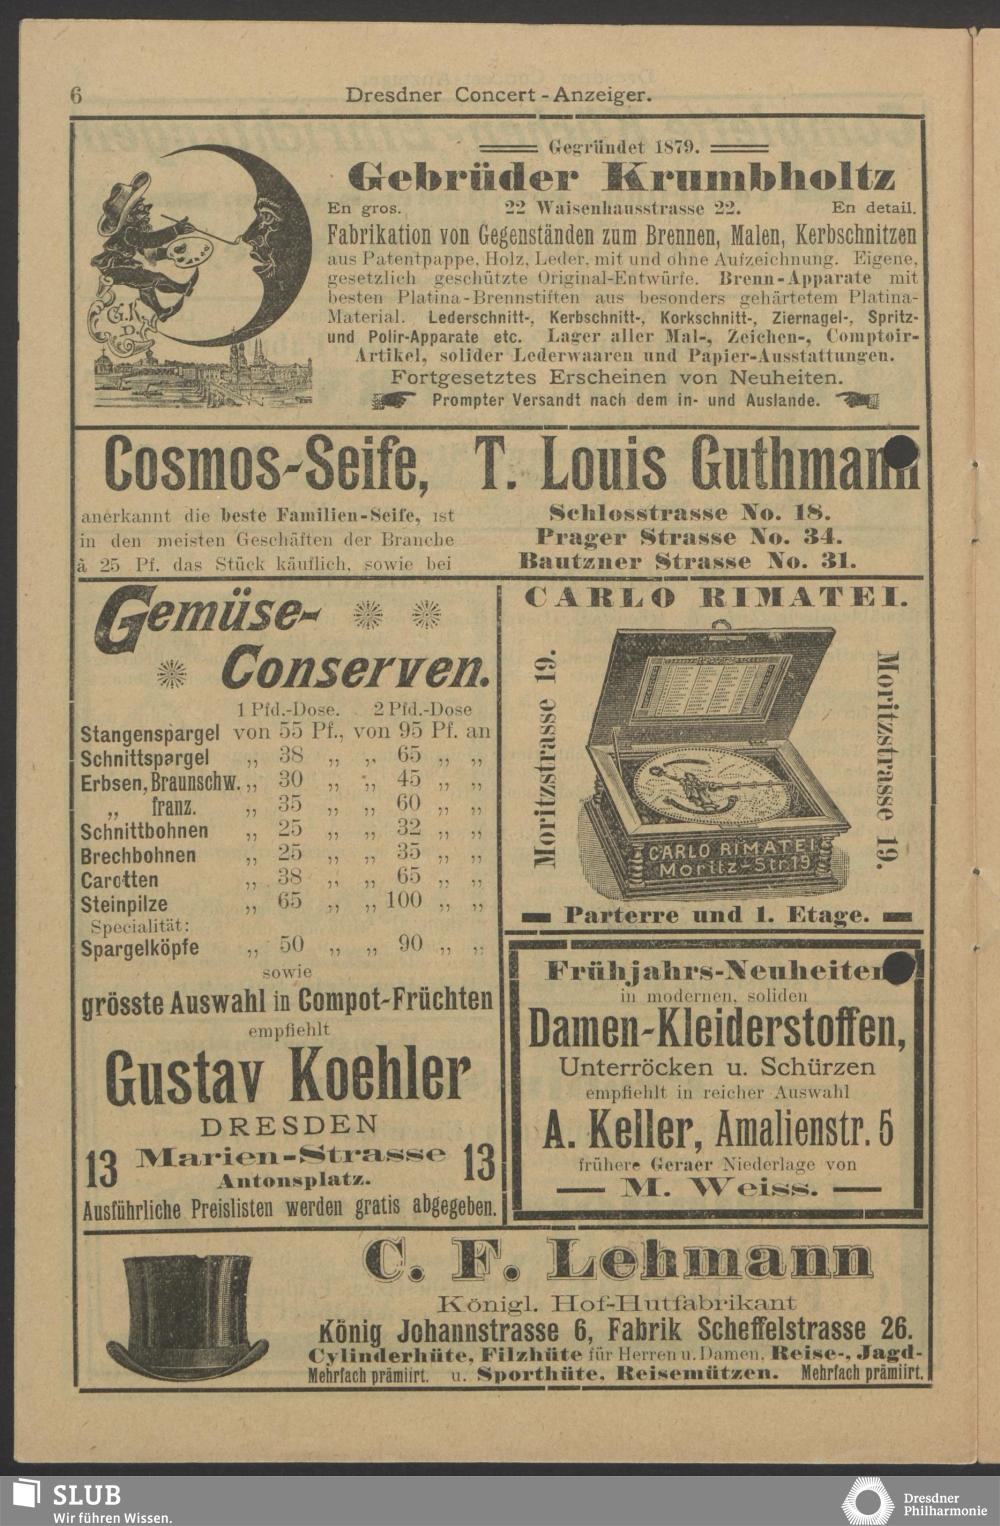 6
Dresdner Concert-Anzeiger.
Gegründet 1879.
Gebrüder Krumbholtz
En gros. 22 Waisenhausstrasse 22. En detail.
Fabrikation von Gegenständen zum Brennen, Malen, Kerbschnitzen
aus Patentpappe, Holz, Leder, mit und ohne Aufzeichnung. Eigene,
gesetzlich geschützte Original-Entwürfe. Brenn-Apparate mit
besten Platina-Brennstiften aus besonders gehärtetem Platina-
Material. Lederschnitt-, Kerbschnitt-, Korkschnitt-, Ziernagel-, Spritz-
und Polir-Apparate etc. Lager aller Mal-, Zeichen-, Comptoir-
Artikel, solider Lederwaaren und Papier-Ausstattungen.
Fortgesetztes Erscheinen von Neuheiten.
Prompter Versandt nach dem in- und Auslande.
G.K.
D.
Cosmos-Seife, T. Louis Guthmann
anerkannt die beste Familien-Seife, ist
in den meisten Geschäften der Branche
à 25 Pf. das Stück käuflich, sowie bei
Schlosstrasse No. 18.
Prager Strasse No. 34.
Bautzner Strasse No. 31.
Gemüse-
Conserven.
1 Pfd.-Dose. 2 Pfd.-Dose
Stangenspargel von 55 Pf., von 95 Pf. an
Schnittspargel „ 38 „ „ 65 „ „
Erbsen, Braunschw. „ 30 „ „ 45 „ „
„ franz. „ 35 „ „ 60 „ „
Schnittbohnen „ 25 „ „ 32 „ „
Brechbohnen „ 25 „ „ 35 „ „
Carotten „ 38 „ „ 65 „ „
Steinpilze „ 65 „ „ 100 „ „
Specialität:
Spargelköpfe „ 50 „ „ 90 „ „
sowie
grösste Auswahl in Compot-Früchten
empfiehlt
Gustav Koehler
DRESDEN
13 Marien-Strasse 13
Antonsplatz.
Ausführliche Preislisten werden gratis abgegeben.
CARLO RIMATEI.
Moritzstrasse 19.
Moritzstrasse 19.
CARLO RIMATEI
Moritz-Str. 19
Parterre und 1. Etage.
Frühjahrs-Neuheiten
in modernen, soliden
Damen-Kleiderstoffen,
Unterröcken u. Schürzen
empfiehlt in reicher Auswahl
A. Keller, Amalienstr. 5
frühere Geraer Niederlage von
M. Weiss.
C. F. Lehmann
Königl. Hof-Hutfabrikant
König Johannstrasse 6, Fabrik Scheffelstrasse 26.
Cylinderhüte, Filzhüte für Herren u. Damen, Reise-, Jagd-
Mehrfach prämiirt. u. Sporthüte, Reisemützen. Mehrfach prämiirt.
SLUB
Wir führen Wissen.
Dresdner
Philharmonie